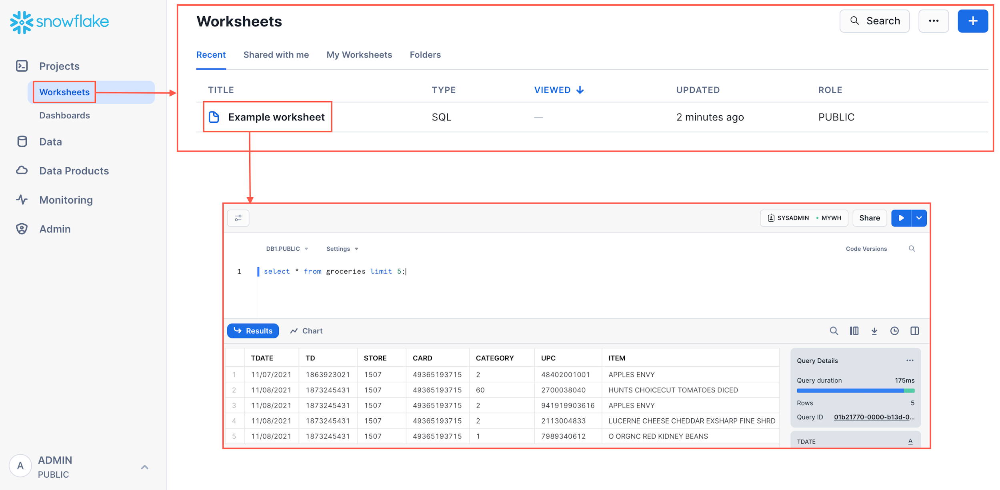 snowflake
Projects
Worksheets
Dashboards
Data
Data Products
Monitoring
Admin
A ADMIN
PUBLIC
Worksheets
Search
Recent Shared with me My Worksheets Folders
TITLE TYPE VIEWED UPDATED ROLE
Example worksheet SQL — 2 minutes ago PUBLIC
SYSADMIN • MYWH Share
DB1.PUBLIC Settings Code Versions
1 select * from groceries limit 5;
Results Chart
TDATE TD STORE CARD CATEGORY UPC ITEM
1 11/07/2021 1863923021 1507 49365193715 2 48402001001 APPLES ENVY
2 11/08/2021 1873245431 1507 49365193715 60 2700038040 HUNTS CHOICECUT TOMATOES DICED
3 11/08/2021 1873245431 1507 49365193715 2 941919903616 APPLES ENVY
4 11/08/2021 1873245431 1507 49365193715 2 2113004833 LUCERNE CHEESE CHEDDAR EXSHARP FINE SHRD
5 11/08/2021 1873245431 1507 49365193715 1 7989340612 O ORGNC RED KIDNEY BEANS
Query Details ...
Query duration 175ms
Rows 5
Query ID 01b21770-0000-b13d-0...
TDATE A